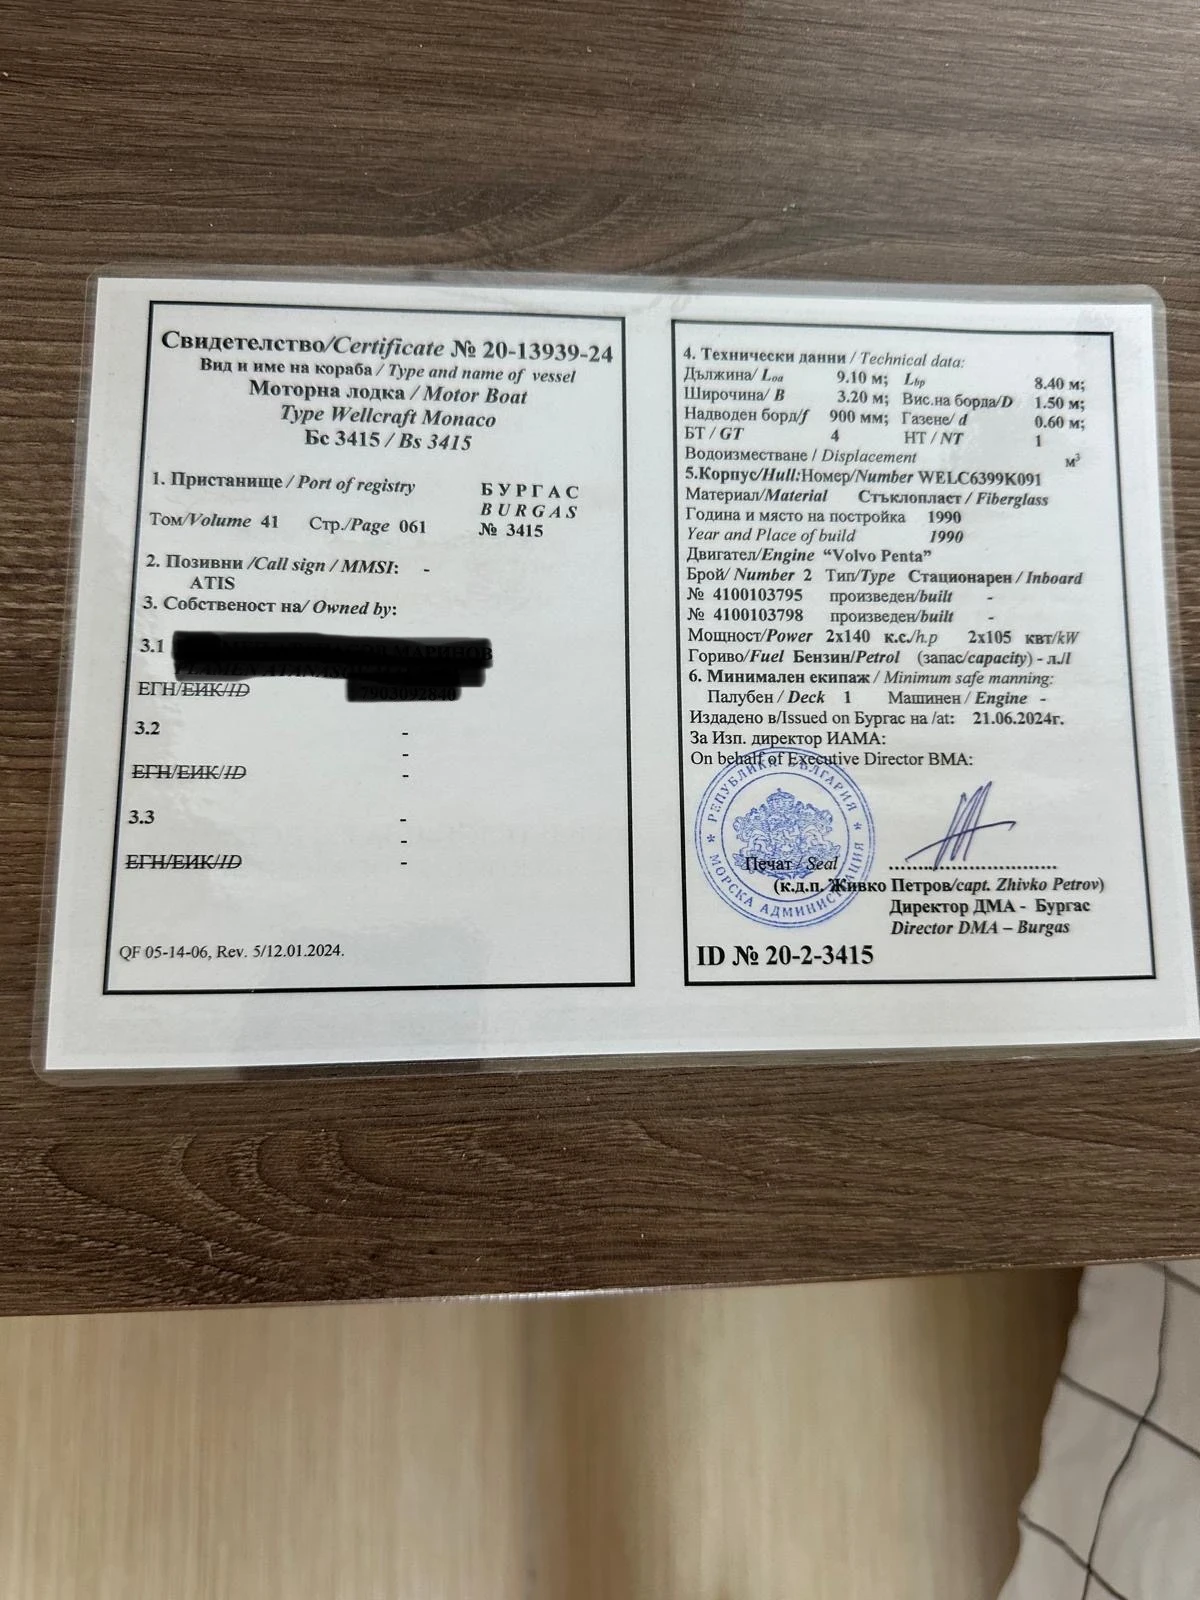 Свидетелство/Certificate № 20-13939-24
Вид и име на кораба / Type and name of vessel
Моторна лодка / Motor Boat
Type Wellcraft Monaco
Бс 3415 / Bs 3415
1. Пристанище / Port of registry БУРГАС
BURGAS
Том/Volume 41 Стр./Page 061 № 3415
2. Позивни /Call sign / MMSI: -
ATIS
3. Собственост на/ Owned by:
3.1
ЕГН/ЕИК/ID
3.2 -
-
ЕГН/ЕИК/ID -
3.3 -
-
ЕГН/ЕИК/ID -
QF 05-14-06, Rev. 5/12.01.2024.
4. Технически данни / Technical data:
Дължина/ Loa 9.10 м; Lbp 8.40 м;
Широчина/ B 3.20 м; Вис.на борда/D 1.50 м;
Надводен борд/f 900 мм; Газене/ d 0.60 м;
БТ / GT 4 НТ / NT 1
Водоизместване / Displacement м³
5.Корпус/Hull:Номер/Number WELC6399K091
Материал/Material Стъклопласт / Fiberglass
Година и място на постройка 1990
Year and Place of build 1990
Двигател/Engine “Volvo Penta”
Брой/ Number 2 Тип/Type Стационарен / Inboard
№ 4100103795 произведен/built -
№ 4100103798 произведен/built -
Мощност/Power 2x140 к.с./h.p 2x105 квт/kW
Гориво/Fuel Бензин/Petrol (запас/capacity) - л./l
6. Минимален екипаж / Minimum safe manning:
Палубен / Deck 1 Машинен / Engine -
Издадено в/Issued on Бургас на /at: 21.06.2024г.
За Изп. директор ИАМА:
On behalf of Executive Director BMA:
РЕПУБЛИКА БЪЛГАРИЯ
МОРСКА АДМИНИСТРАЦИЯ
Печат / Seal
(к.д.п. Живко Петров/capt. Zhivko Petrov)
Директор ДМА - Бургас
Director DMA – Burgas
ID № 20-2-3415